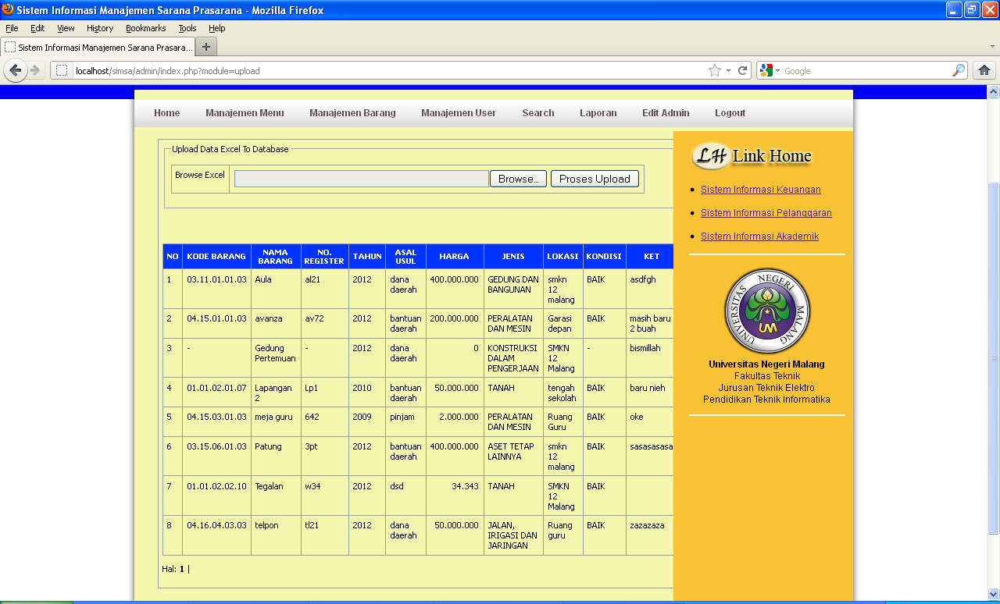 Sistem Informasi Manajemen Sarana Prasarana - Mozilla Firefox
File Edit View History Bookmarks Tools Help
Sistem Informasi Manajemen Sarana Prasara...
localhost/simsa/admin/index.php?module=upload
Google
Home Manajemen Menu Manajemen Barang Manajemen User Search Laporan Edit Admin Logout
Upload Data Excel To Database
Browse Excel Browse... Proses Upload
NO KODE BARANG NAMA BARANG NO. REGISTER TAHUN ASAL USUL HARGA JENIS LOKASI KONDISI KET
1 03.11.01.01.03 Aula al21 2012 dana daerah 400.000.000 GEDUNG DAN BANGUNAN smkn 12 malang BAIK asdfgh
2 04.15.01.01.03 avanza av72 2012 bantuan daerah 200.000.000 PERALATAN DAN MESIN Garasi depan BAIK masih baru 2 buah
3 - Gedung Pertemuan - 2012 dana daerah 0 KONSTRUKSI DALAM PENGERJAAN SMKN 12 Malang - bismillah
4 01.01.02.01.07 Lapangan 2 Lp1 2010 bantuan daerah 50.000.000 TANAH tengah sekolah BAIK baru nieh
5 04.15.03.01.03 meja guru 642 2009 pinjam 2.000.000 PERALATAN DAN MESIN Ruang Guru BAIK oke
6 03.15.06.01.03 Patung 3pt 2012 bantuan daerah 400.000.000 ASET TETAP LAINNYA smkn 12 malang BAIK sasasasasa
7 01.01.02.02.10 Tegalan w34 2012 dsd 34.343 TANAH SMKN 12 Malang BAIK
8 04.16.04.03.03 telpon tl21 2012 dana daerah 50.000.000 JALAN, IRIGASI DAN JARINGAN Ruang guru BAIK zazazaza
Hal: 1 |
LH Link Home
Sistem Informasi Keuangan
Sistem Informasi Pelanggaran
Sistem Informasi Akademik
UNIVERSITAS NEGERI MALANG
UM
Universitas Negeri Malang
Fakultas Teknik
Jurusan Teknik Elektro
Pendidikan Teknik Informatika